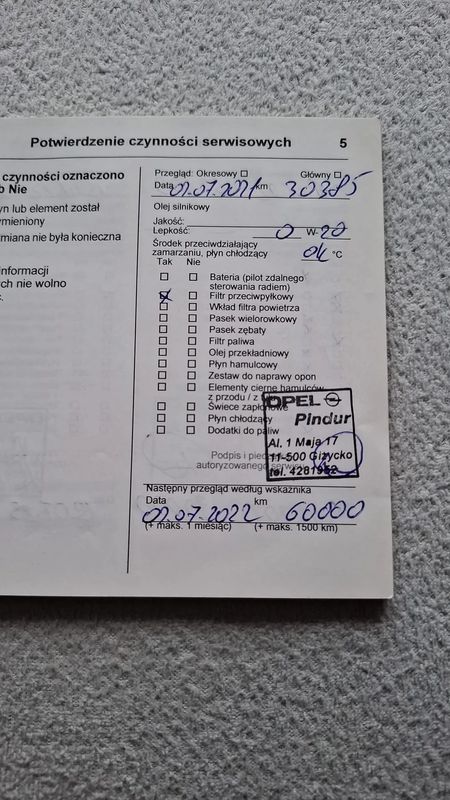 Potwierdzenie czynności serwisowych 5
czynności oznaczono
b Nie
yn lub element został
ymieniony
miana nie była konieczna
nformacji
ch nie wolno
Przegląd: Okresowy □ Główny □
Data 02.07.2021 km 30385
Olej silnikowy
Jakość:
Lepkość: 0 W-20
Środek przeciwdziałający
zamarzaniu, płyn chłodzący OK °C
Tak Nie
Bateria (pilot zdalnego
sterowania radiem)
Filtr przeciwpyłkowy
Wkład filtra powietrza
Pasek wielorowkowy
Pasek zębaty
Filtr paliwa
Olej przekładniowy
Płyn hamulcowy
Zestaw do naprawy opon
Elementy cierne hamulców
z przodu / z
Świece zapłonowe
Płyn chłodzący
Dodatki do paliw
OPEL
Pindur
Al. 1 Maja 17
11-500 Giżycko
tel. 4281952
Podpis i
autoryzowanego serwisu
Następny przegląd według wskaźnika
Data km
02.07.2022 60000
(+ maks. 1 miesiąc) (+ maks. 1500 km)